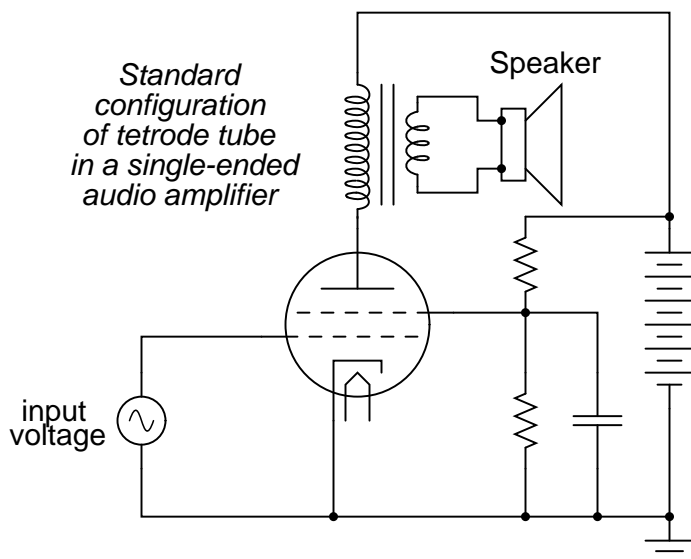 Standard
configuration
of tetrode tube
in a single-ended
audio amplifier
Speaker
input
voltage